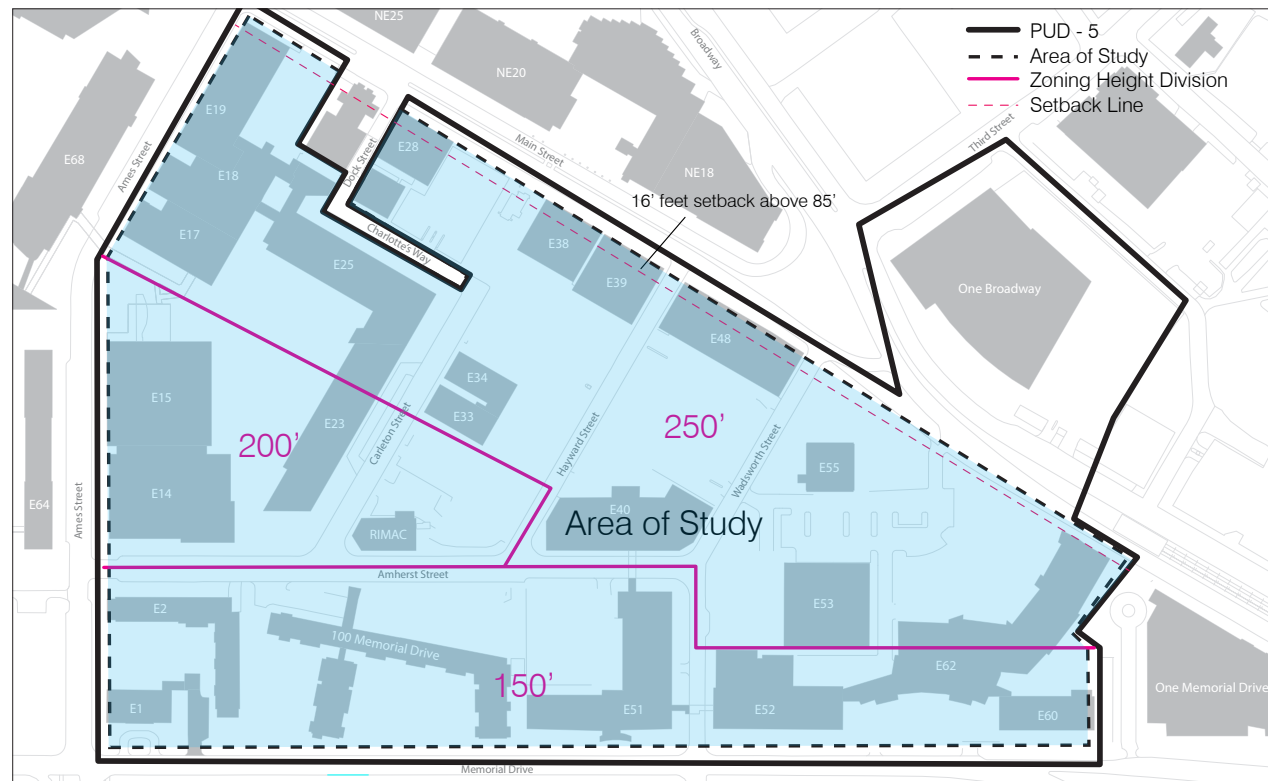 NE25
Broadway
NE20
PUD - 5
Area of Study
Zoning Height Division
Setback Line
E19
E68
Ames Street
Main Street
Third Street
E28
Dock Street
NE18
E18
16' feet setback above 85'
E17
Charlotte's Way
E38
E25
E39
One Broadway
E48
E34
E15
E33
200'
E23
Carleton Street
250'
Hayward Street
Wadsworth Street
E55
E14
E64
Ames Street
E40
Area of Study
RIMAC
Amherst Street
E2
E53
100 Memorial Drive
E62
150'
One Memorial Drive
E1
E51
E52
E60
Memorial Drive